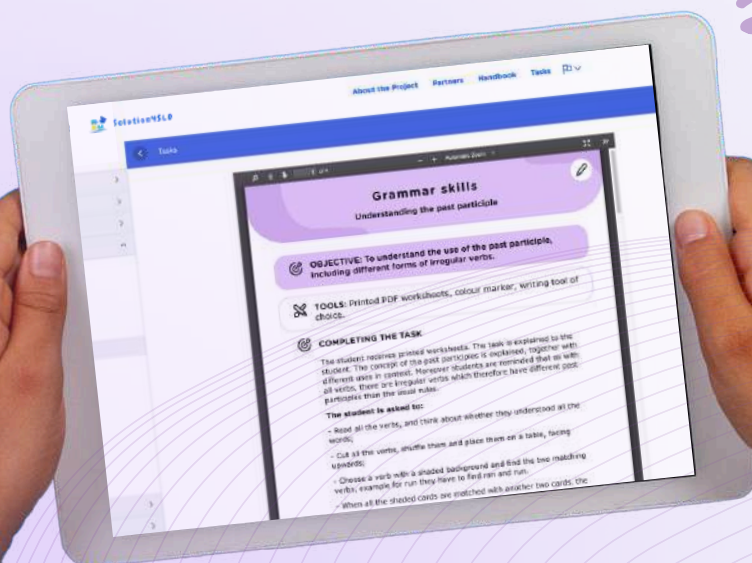 About the Project Partners Handbook Tasks
Solution4SLD
Tasks
Automatic Zoom
Grammar skills
Understanding the past participle
OBJECTIVE: To understand the use of the past participle,
including different forms of irregular verbs.
TOOLS: Printed PDF worksheets, colour marker, writing tool of
choice.
COMPLETING THE TASK
The student receives printed worksheets. The task is explained to the
student. The concept of the past participles is explained, together with
different uses in context. Moreover students are reminded that as with
all verbs, there are irregular verbs which therefore have different past
participles than the usual rules.
The student is asked to:
- Read all the verbs, and think about whether they understood all the
words;
- Cut all the verbs, shuffle them and place them on a table, facing
upwards;
- Choose a verb with a shaded background and find the two matching
verbs, example for run they have to find ran and run.
- When all the shaded cards are matched with another two cards, the